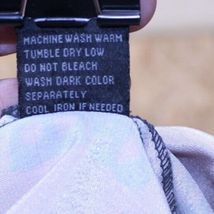 MACHINE WASH WARM
TUMBLE DRY LOW
DO NOT BLEACH
WASH DARK COLOR
SEPARATELY
COOL IRON IF NEEDED